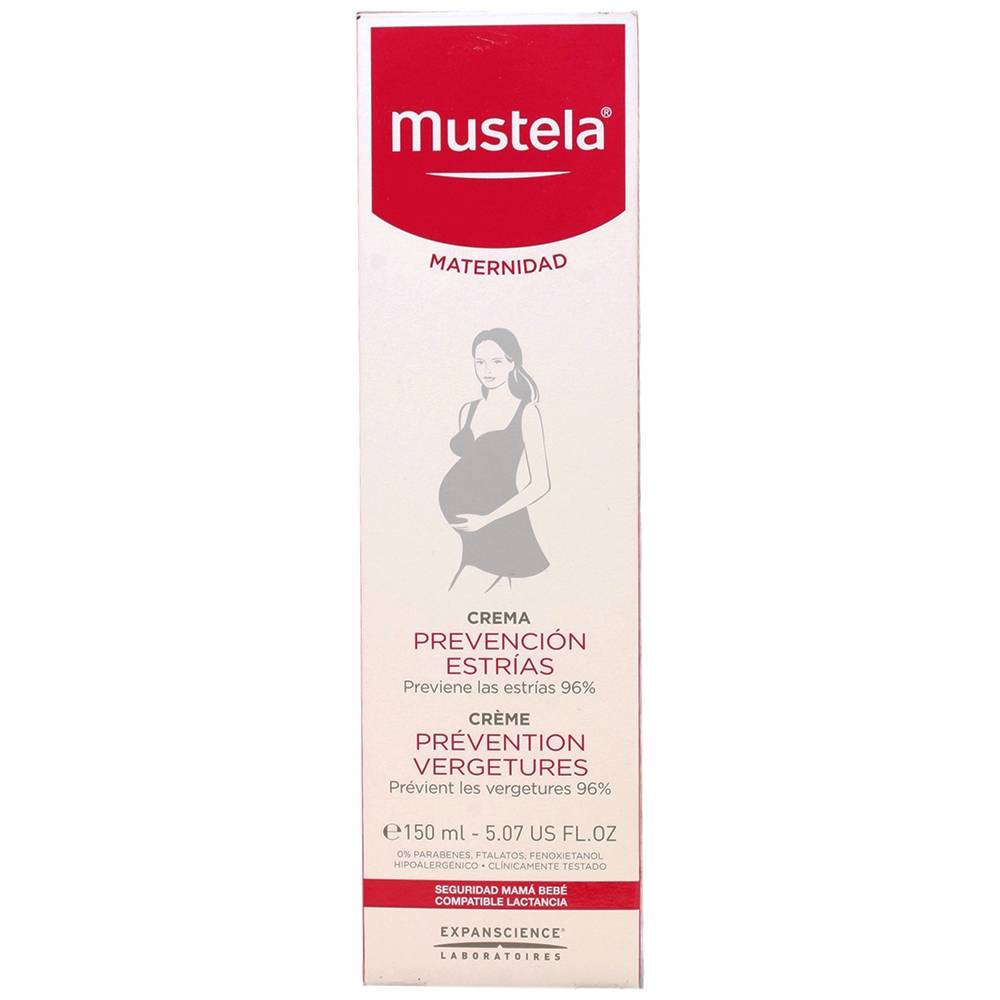 mustela®
MATERNIDAD
CREMA
PREVENCIÓN
ESTRÍAS
Previene las estrías 96%
CRÈME
PRÉVENTION
VERGETURES
Prévient les vergetures 96%
℮150 ml - 5.07 US FL.OZ
0% PARABENES, FTALATOS, FENOXIETANOL
HIPOALERGÉNICO • CLÍNICAMENTE TESTADO
SEGURIDAD MAMÁ BEBÉ
COMPATIBLE LACTANCIA
EXPANSCIENCE®
LABORATOIRES